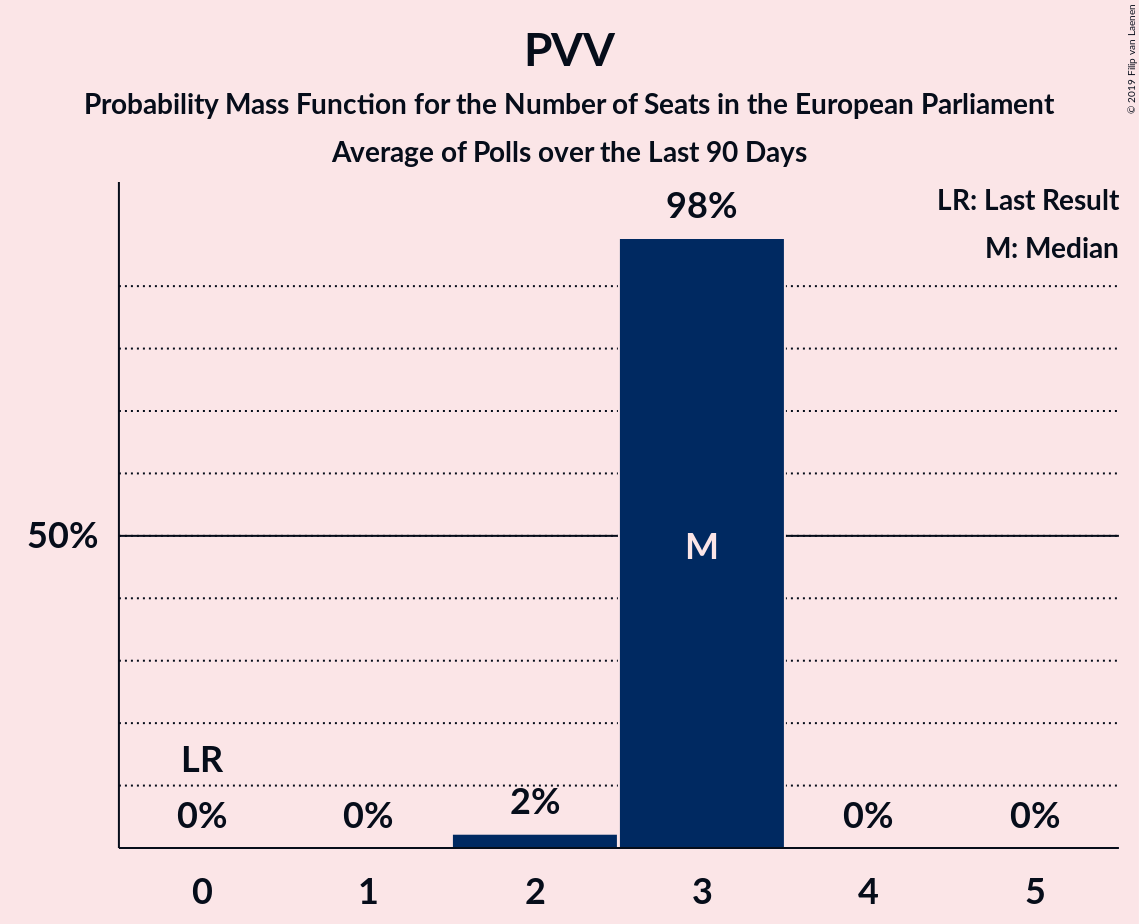 PVV
Probability Mass Function for the Number of Seats in the European Parliament
Average of Polls over the Last 90 Days
© 2019 Filip van Laenen
LR: Last Result
M: Median
98%
50%
M
LR
0%
0%
2%
0%
0%
0
1
2
3
4
5